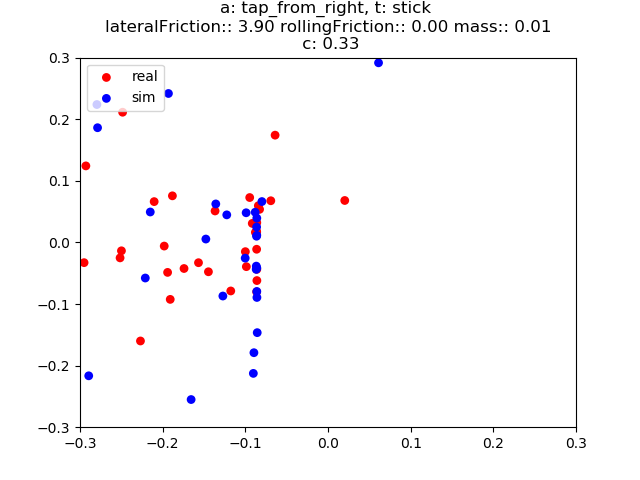 a: tap_from_right, t: stick
lateralFriction:: 3.90 rollingFriction:: 0.00 mass:: 0.01
c: 0.33
real
sim
0.3
0.2
0.1
0.0
−0.1
−0.2
−0.3
−0.3 −0.2 −0.1 0.0 0.1 0.2 0.3